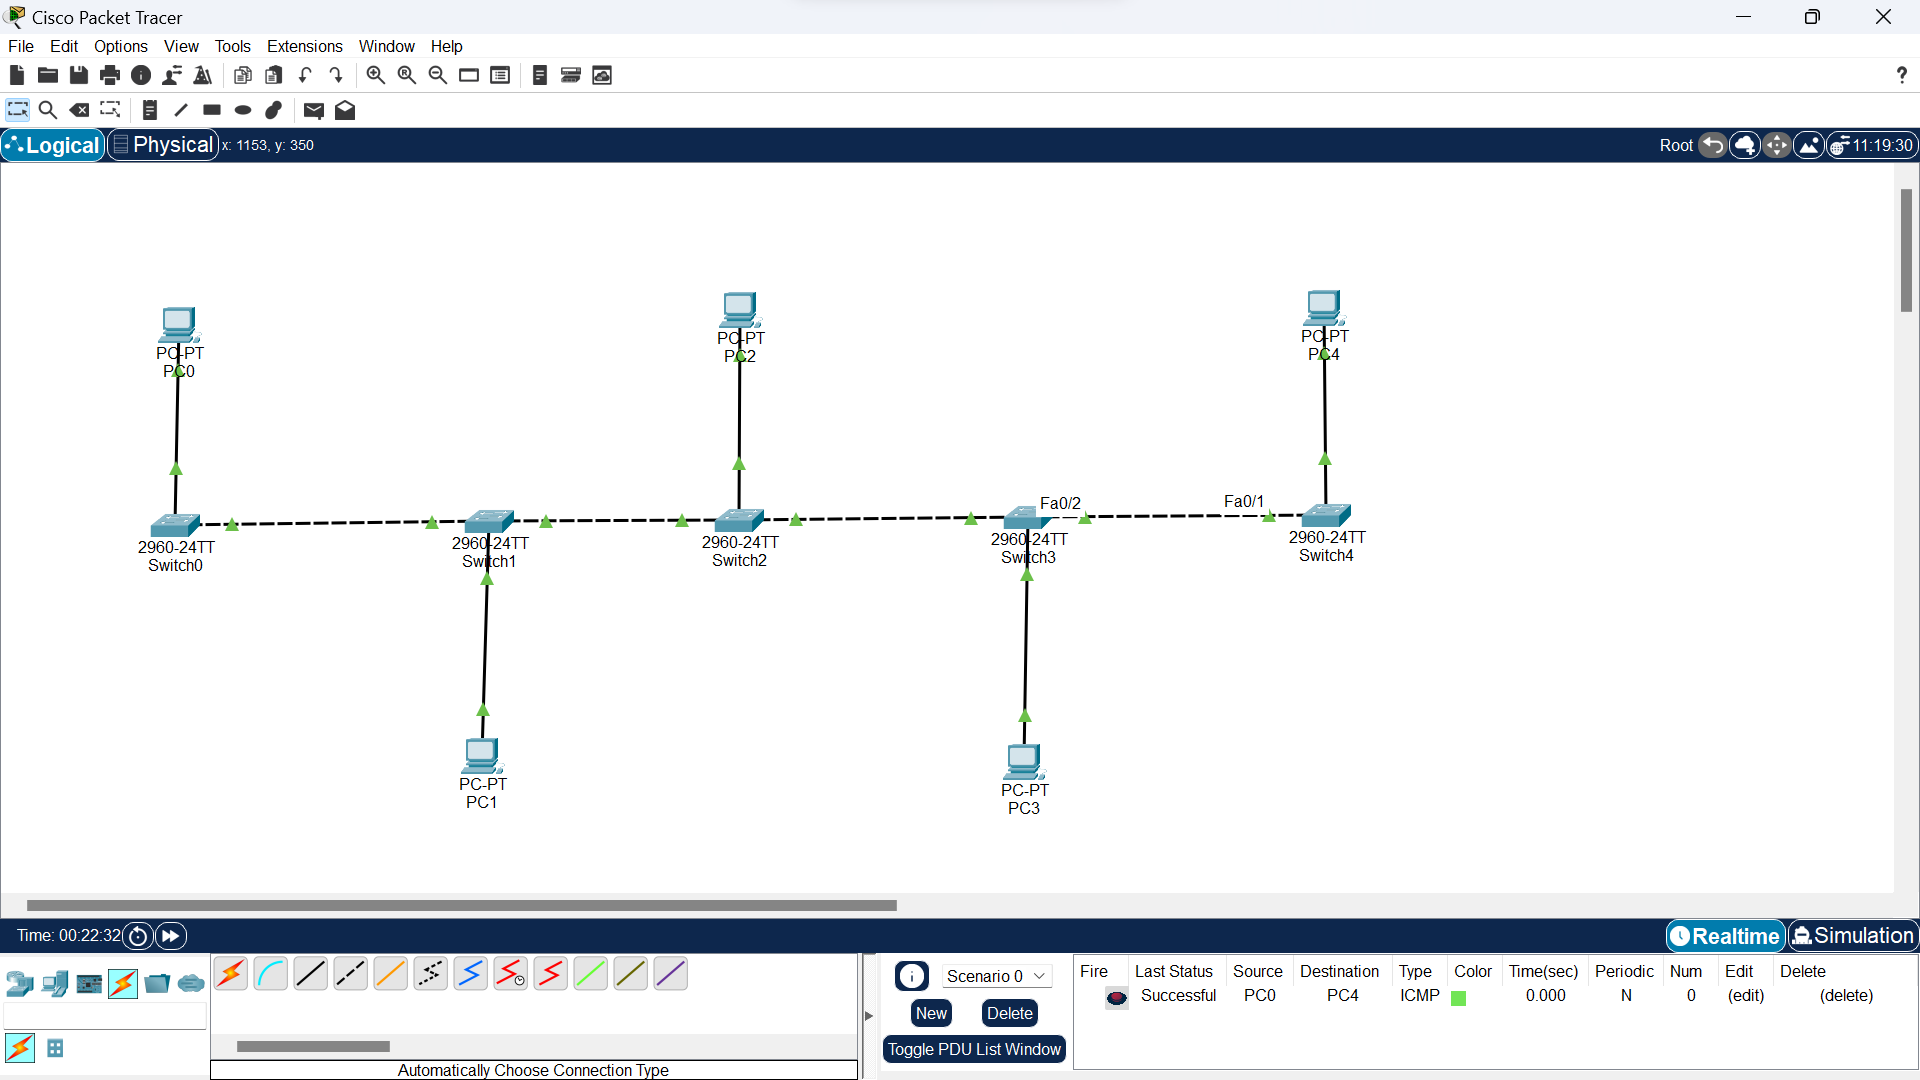 Cisco Packet Tracer
File Edit Options View Tools Extensions Window Help
Logical Physical x: 1153, y: 350 Root 11:19:30
PC-PT
PC0
PC-PT
PC2
PC-PT
PC4
2960-24TT
Switch0
2960-24TT
Switch1
2960-24TT
Switch2
Fa0/2
2960-24TT
Switch3
Fa0/1
2960-24TT
Switch4
PC-PT
PC1
PC-PT
PC3
Time: 00:22:32 Realtime Simulation
Scenario 0
New Delete
Toggle PDU List Window
Fire Last Status Source Destination Type Color Time(sec) Periodic Num Edit Delete
Successful PC0 PC4 ICMP 0.000 N 0 (edit) (delete)
Automatically Choose Connection Type